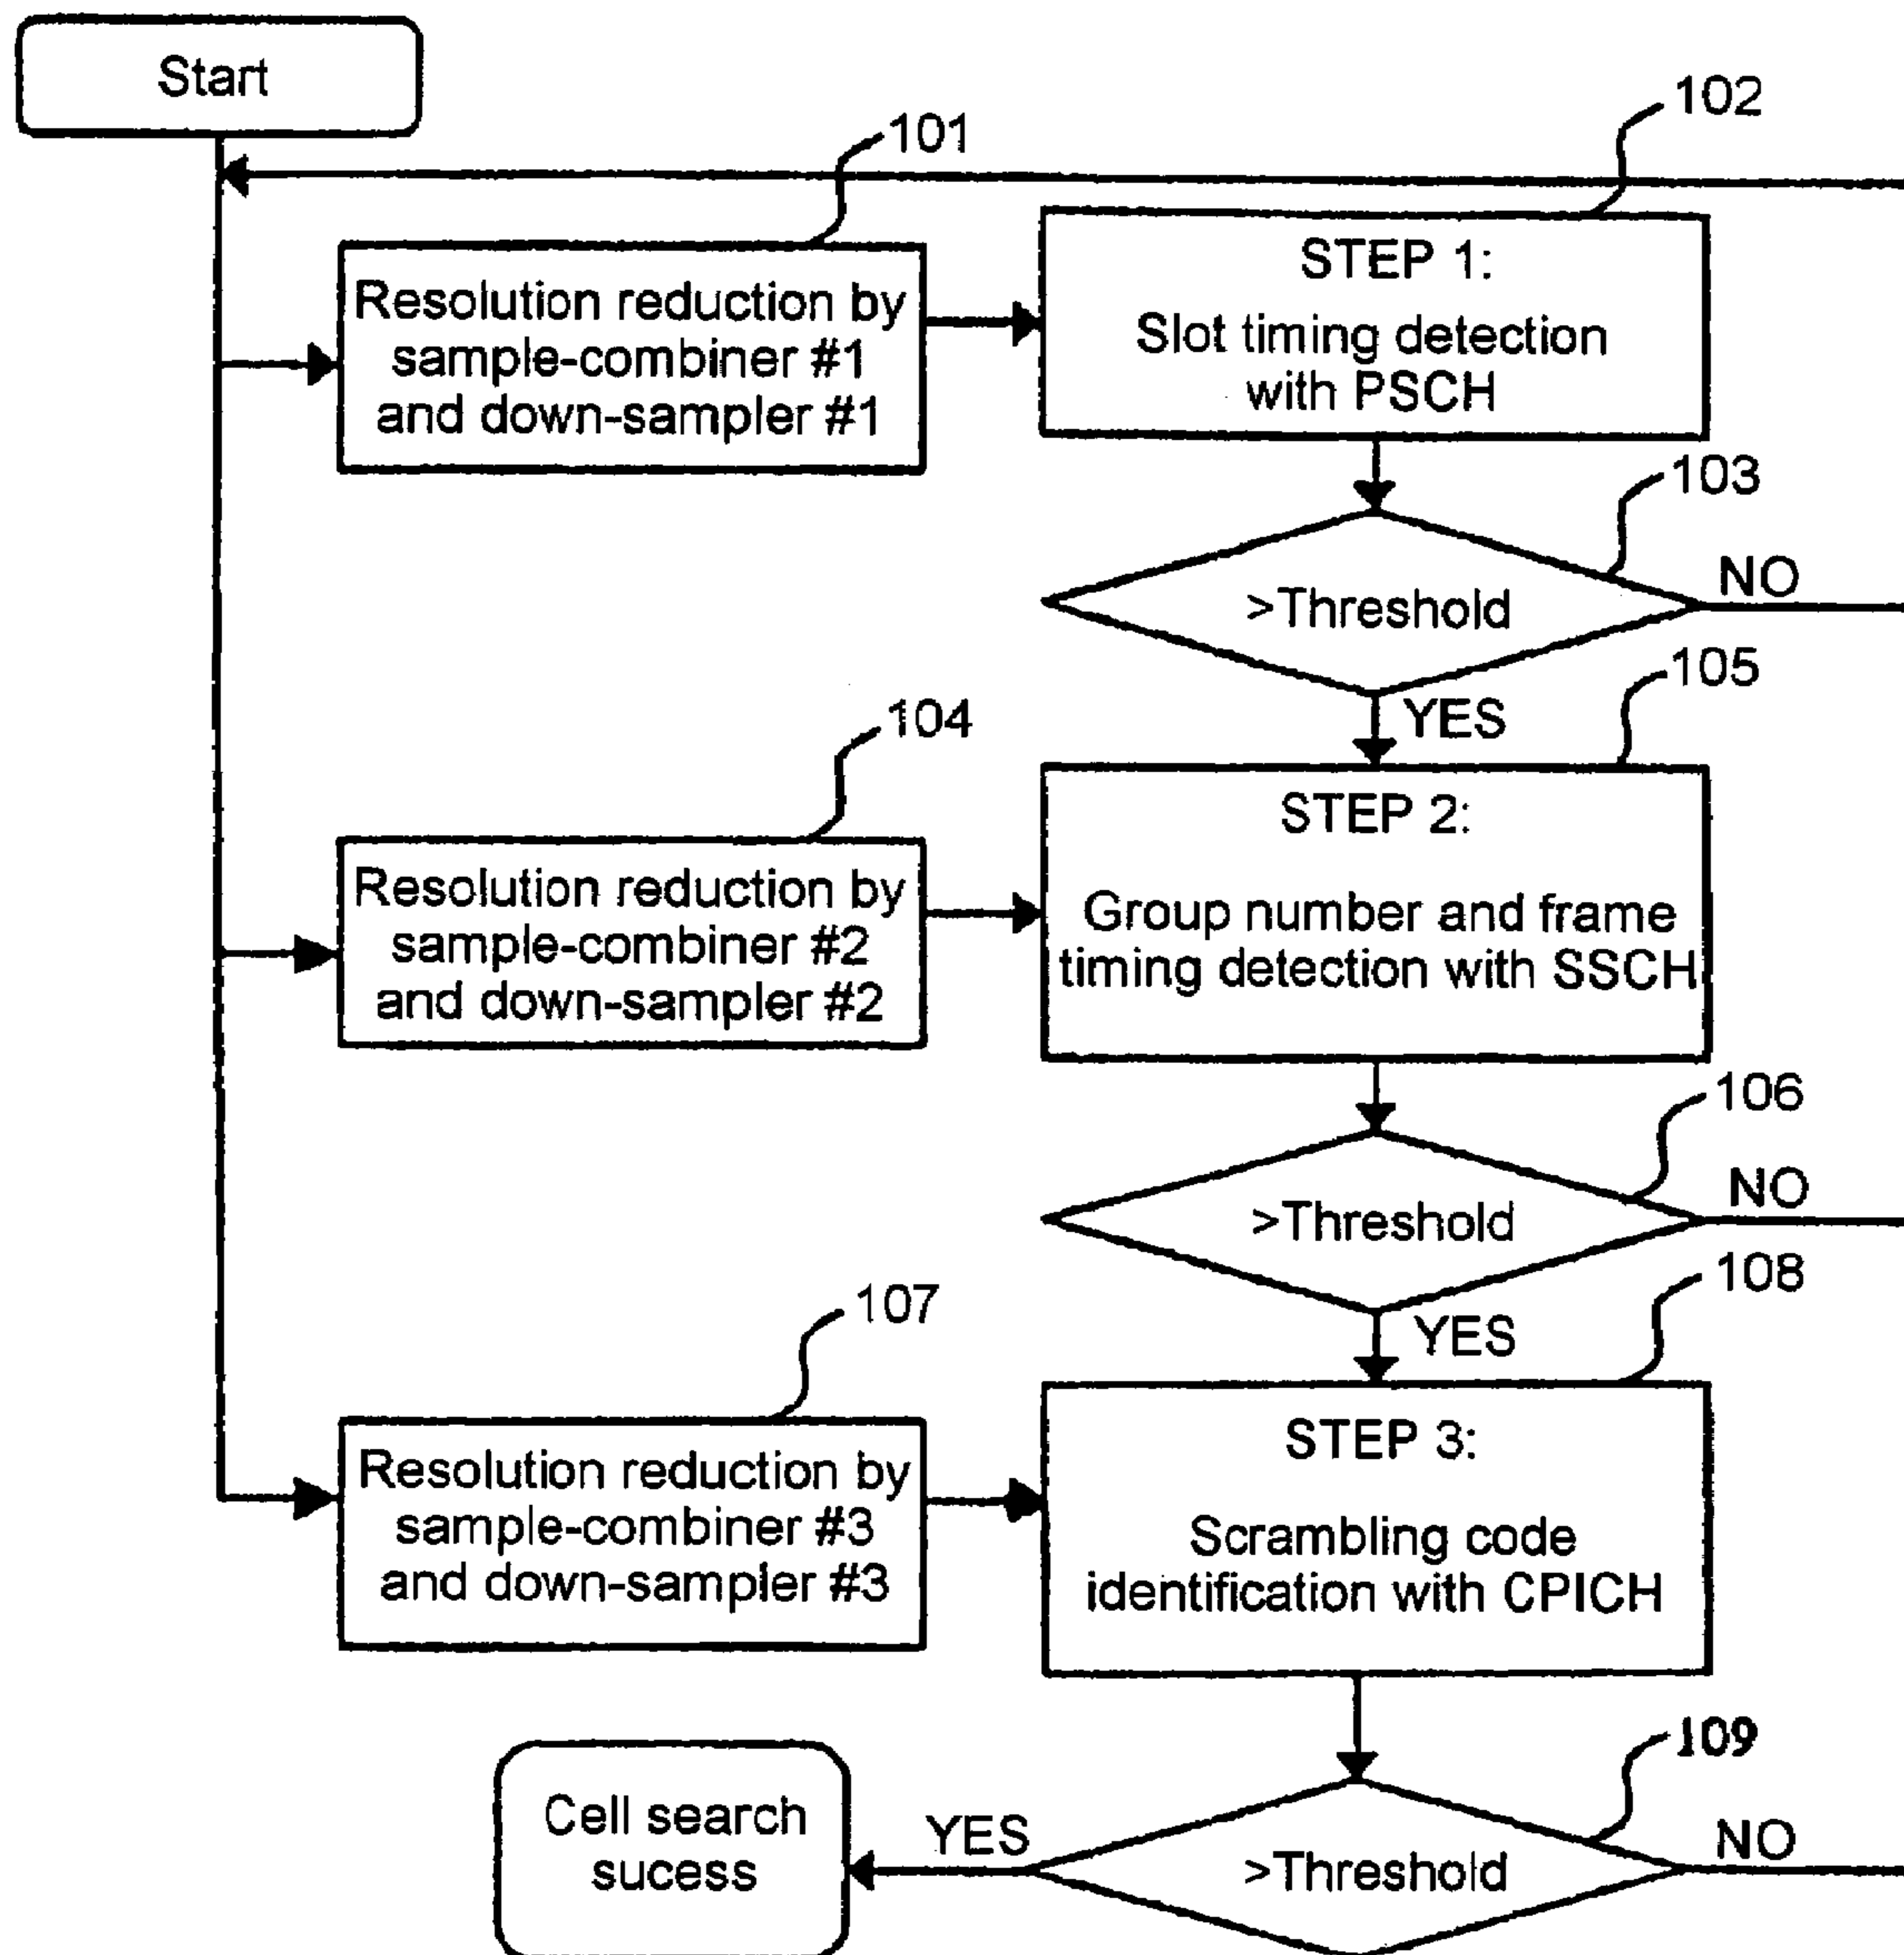 Start
101
102
Resolution reduction by
sample-combiner #1
and down-sampler #1
STEP 1:
Slot timing detection
with PSCH
103
>Threshold
NO
YES
104
105
Resolution reduction by
sample-combiner #2
and down-sampler #2
STEP 2:
Group number and frame
timing detection with SSCH
106
>Threshold
NO
YES
107
108
Resolution reduction by
sample-combiner #3
and down-sampler #3
STEP 3:
Scrambling code
identification with CPICH
109
>Threshold
NO
YES
Cell search
sucess